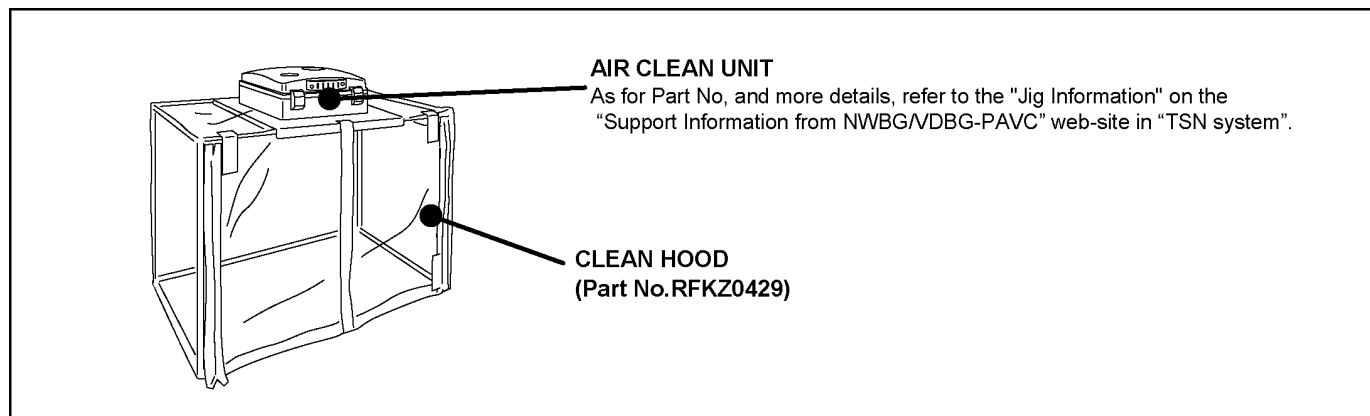 AIR CLEAN UNIT
As for Part No, and more details, refer to the "Jig Information" on the
“Support Information from NWBG/VDBG-PAVC” web-site in “TSN system”.
CLEAN HOOD
(Part No.RFKZ0429)